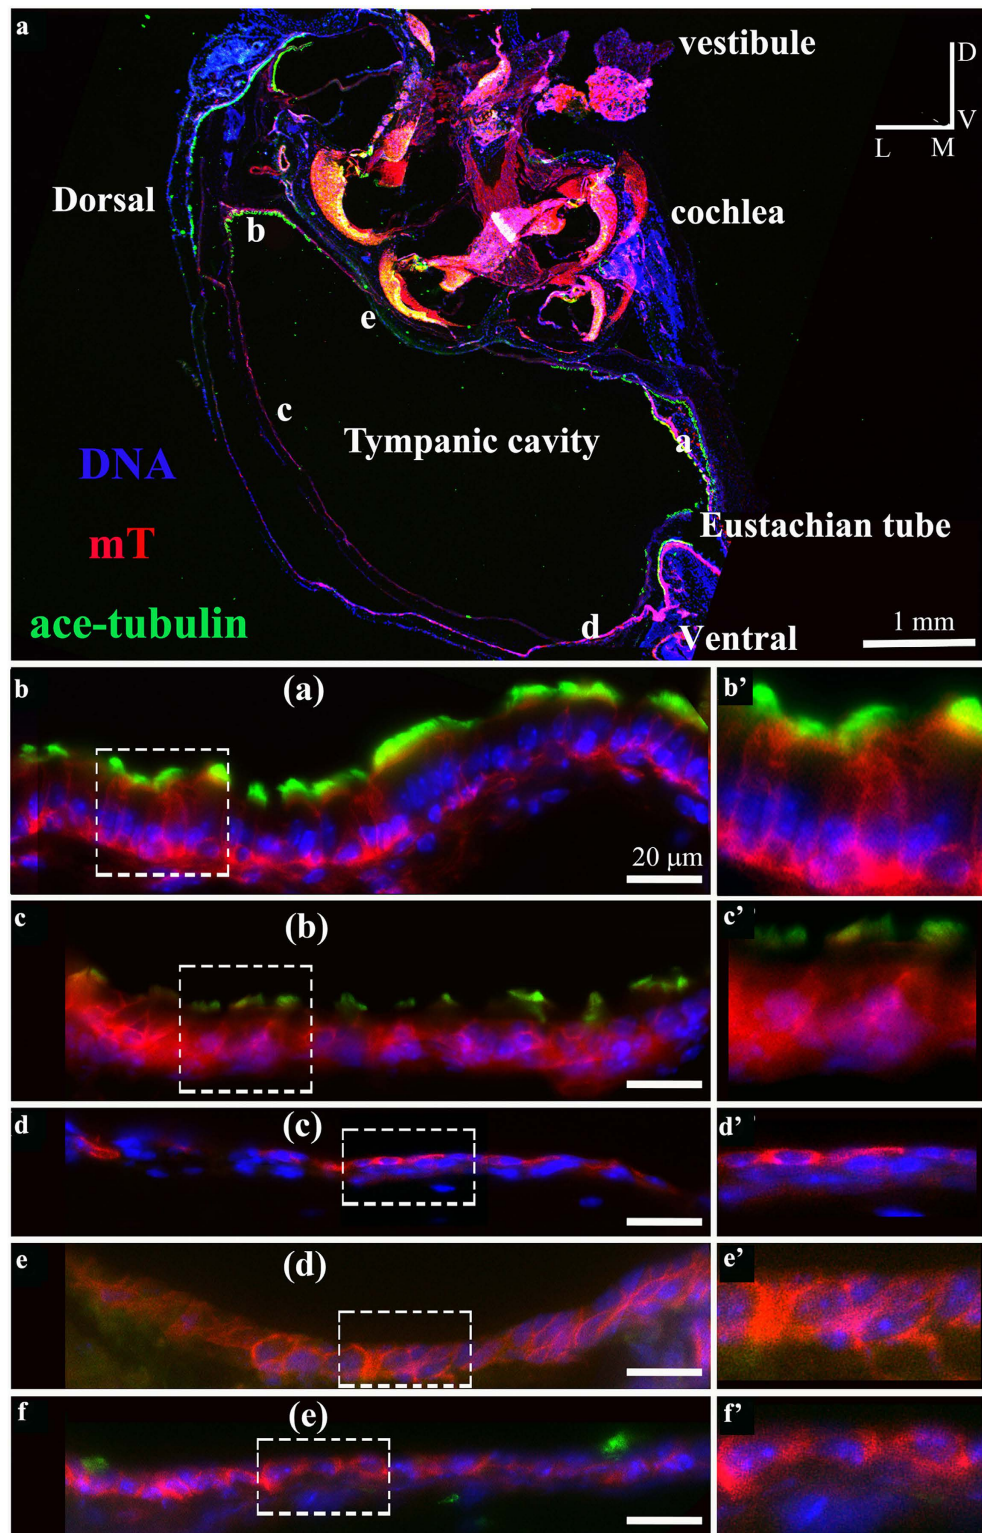 a
vestibule
D
V
L M
Dorsal
cochlea
b
e
c
Tympanic cavity
a
DNA
Eustachian tube
mT
ace-tubulin
d
Ventral
1 mm
b
(a)
b’
20 μm
c
(b)
c’
d
(c)
d’
e
(d)
e’
f
(e)
f’